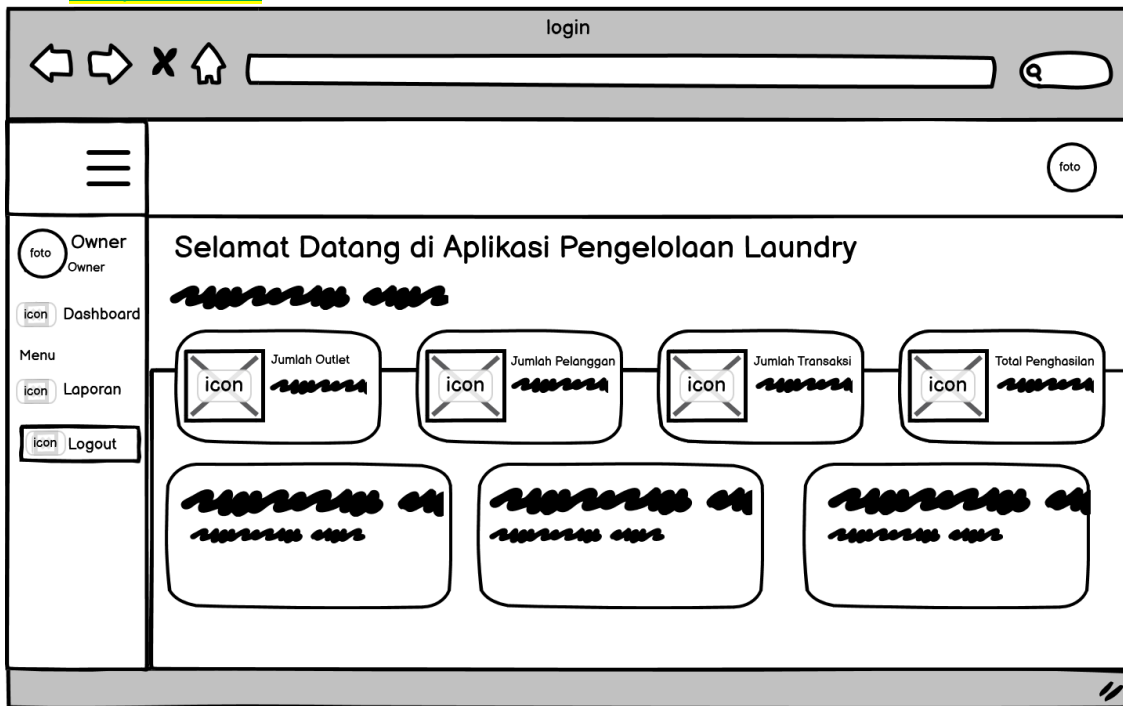 login
foto
Owner
foto
Owner
Selamat Datang di Aplikasi Pengelolaan Laundry
icon Dashboard
Menu
icon Laporan
icon Logout
icon Jumlah Outlet
icon Jumlah Pelanggan
icon Jumlah Transaksi
icon Total Penghasilan